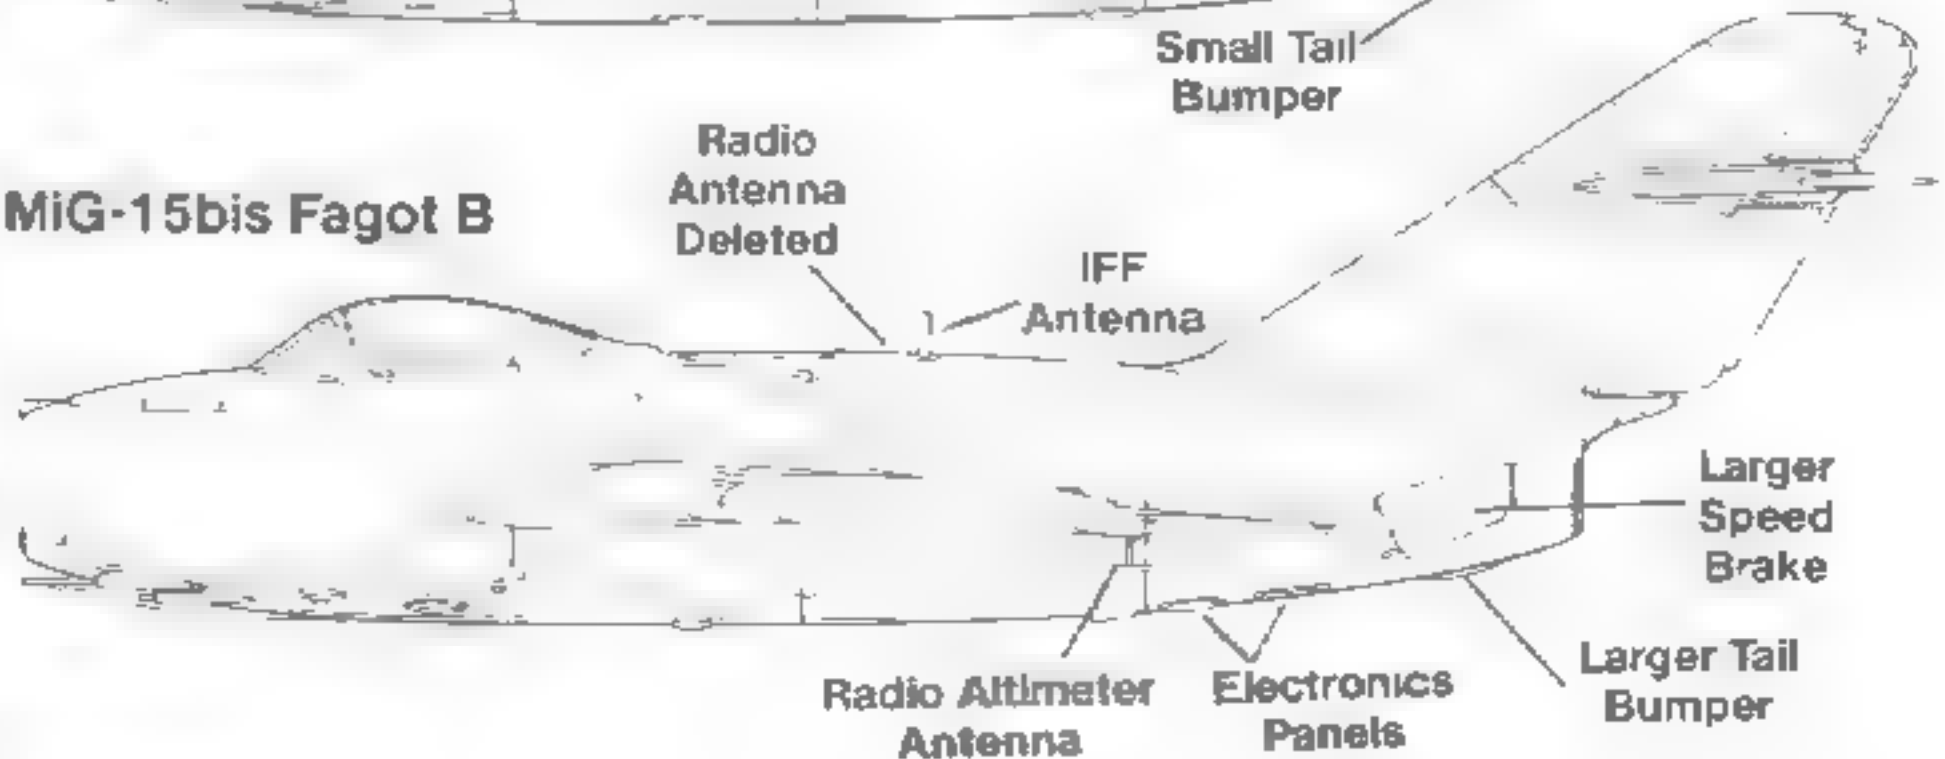 Small Tail
Bumper
Radio
Antenna
Deleted
MiG-15bis Fagot B
IFF
Antenna
Larger
Speed
Brake
Radio Altimeter
Antenna
Electronics
Panels
Larger Tail
Bumper